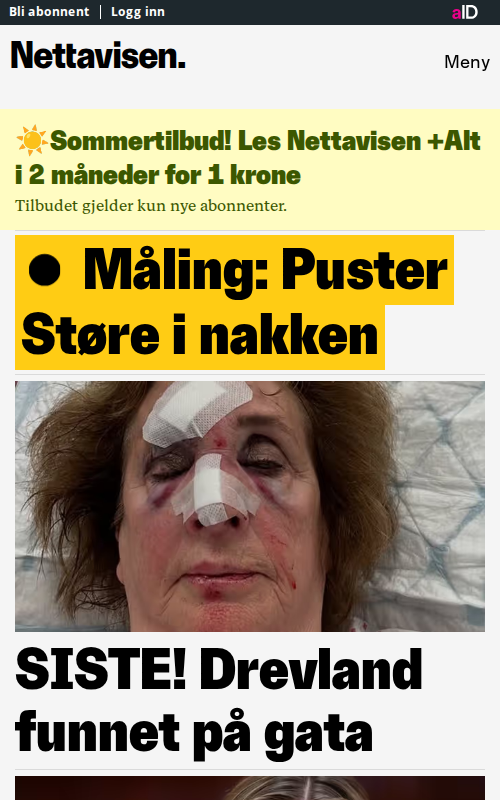 Bli abonnent | Logg inn
aID
Nettavisen.
Meny
☀️Sommertilbud! Les Nettavisen +Alt
i 2 måneder for 1 krone
Tilbudet gjelder kun nye abonnenter.
● Måling: Puster
Støre i nakken
SISTE! Drevland
funnet på gata